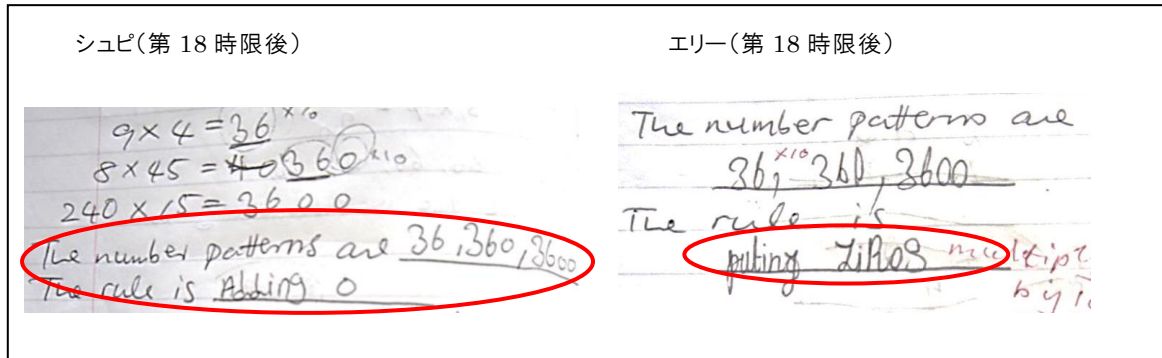 シュピ（第 18 時限後）
9 × 4 = 36 ×10
8 × 45 = 360 ×10
240 × 15 = 3600
The number patterns are 36, 360, 3600
The rule is Adding 0
エリー（第 18 時限後）
The number patterns are
36, ×10 360, 3600
The rule is
puting ZiROS multipl
by 10